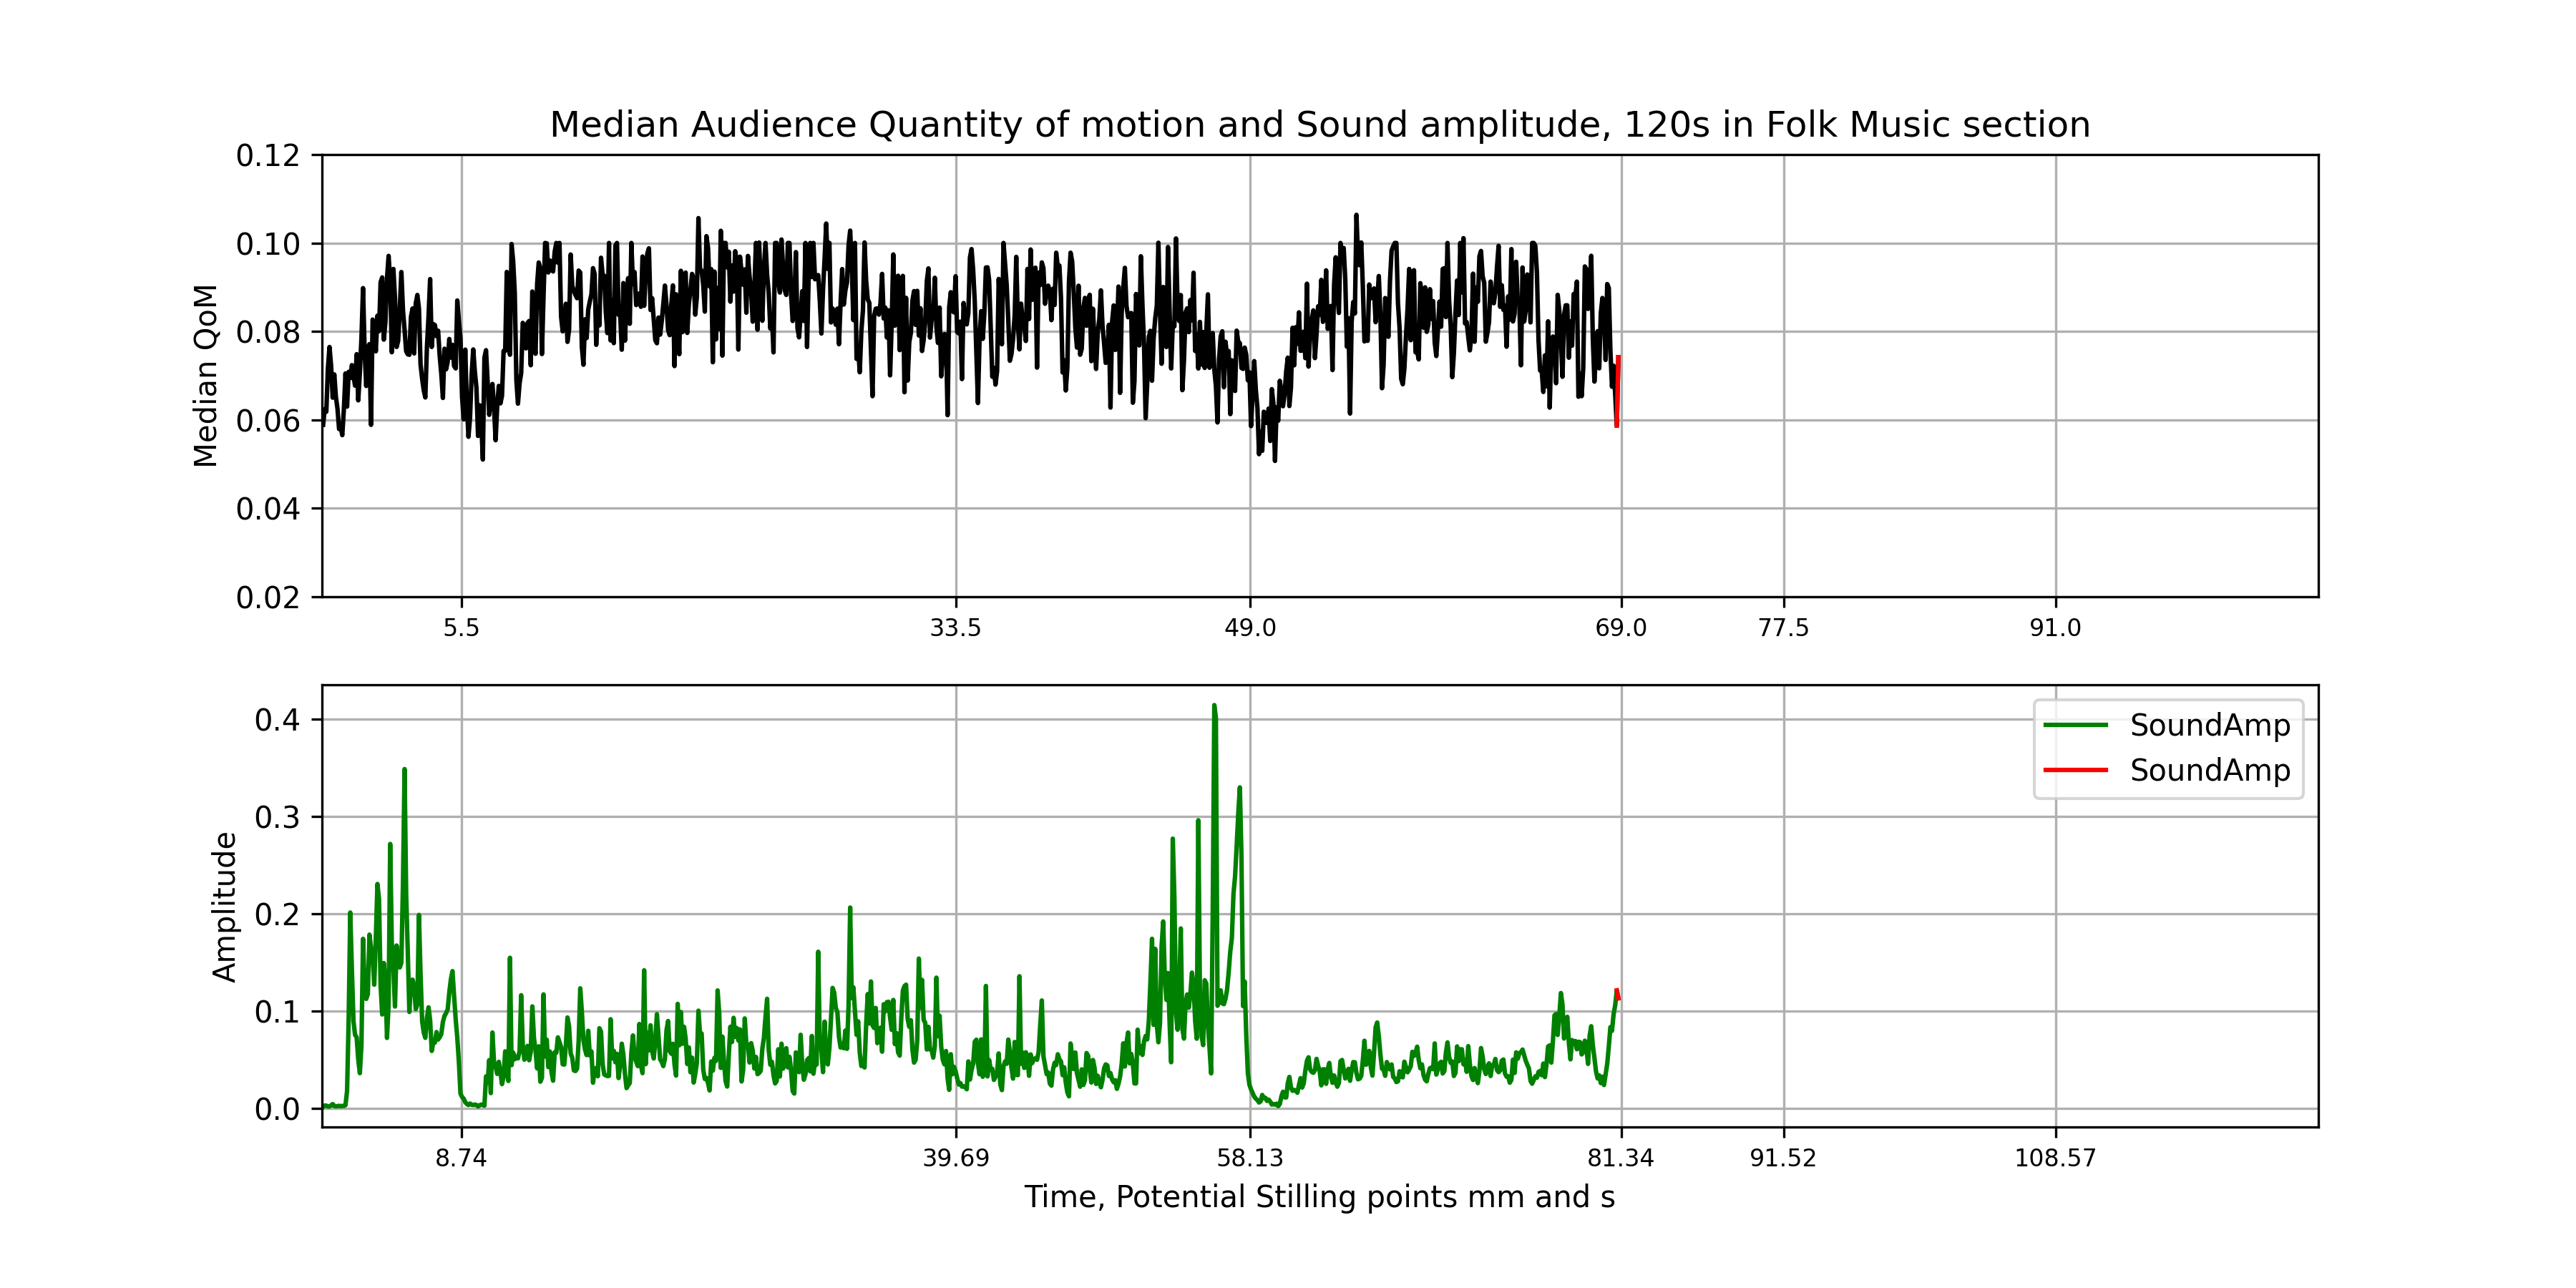 Median Audience Quantity of motion and Sound amplitude, 120s in Folk Music section
0.12
0.10
0.08
0.06
0.04
0.02
Median QoM
5.5 33.5 49.0 69.0 77.5 91.0
0.4
0.3
0.2
0.1
0.0
Amplitude
SoundAmp
SoundAmp
8.74 39.69 58.13 81.34 91.52 108.57
Time, Potential Stilling points mm and s